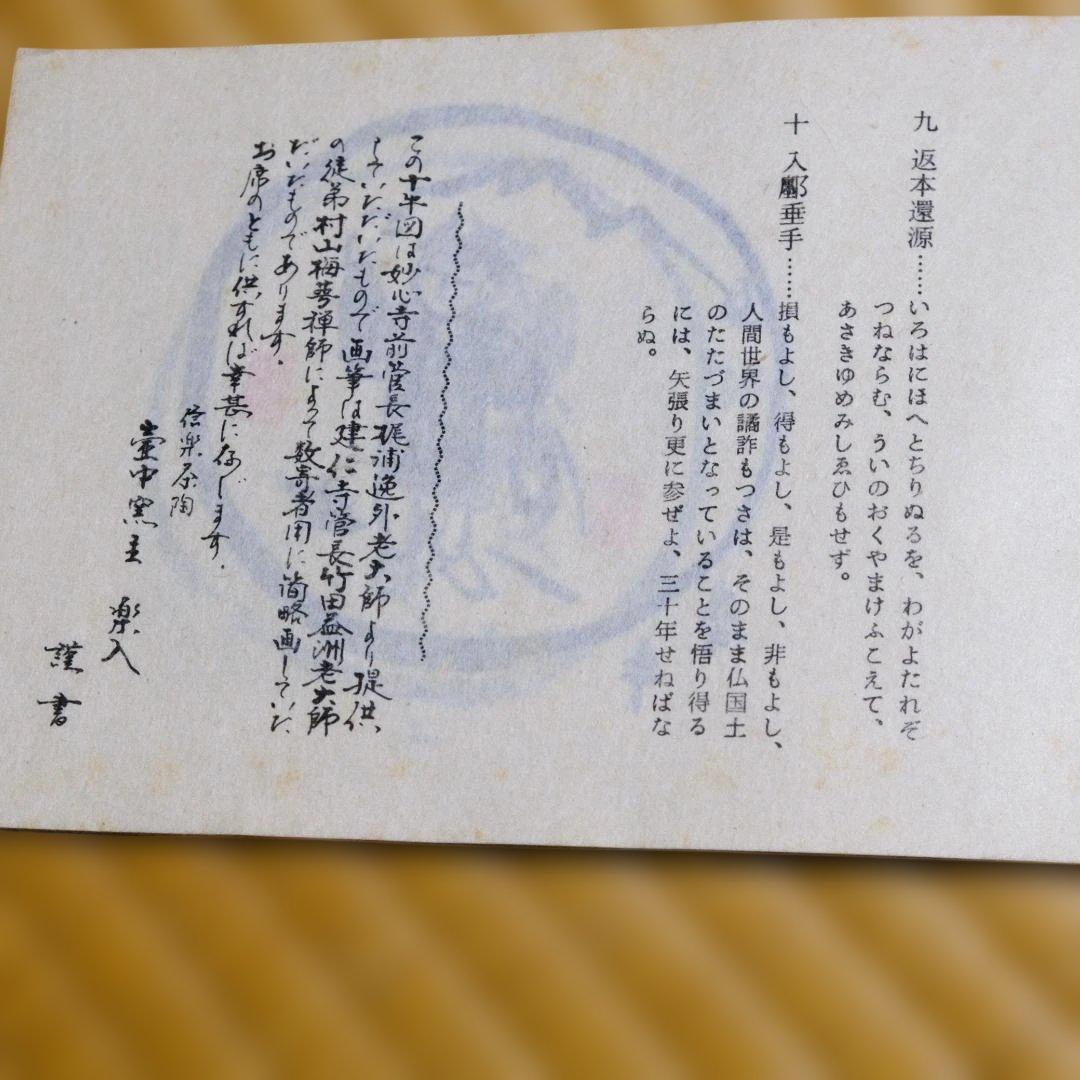 九 返本還源……いろはにほへとちりぬるを、わがよたれぞ
つねならむ、ういのおくやまけふこえて、
あさきゆめみしゑひもせず。
十 入鄽垂手……損もよし、得もよし、是もよし、非もよし、
人間世界の譎詐もつさは、そのまま仏国土
のたたづまいとなっていることを悟り得る
には、矢張り更に参ぜよ、三十年せねばな
らぬ。
この十牛図は妙心寺前管長梶浦逸外老大師より提供
していただいたもので画筆は建仁寺管長竹田益洲老大師
の徒弟村山梅夢禅師によって数寄者用に簡略画していた
だいたものであります。
お席のともに供すれば幸甚に存じます。
信楽茶陶
壷中窯主 楽入
謹書